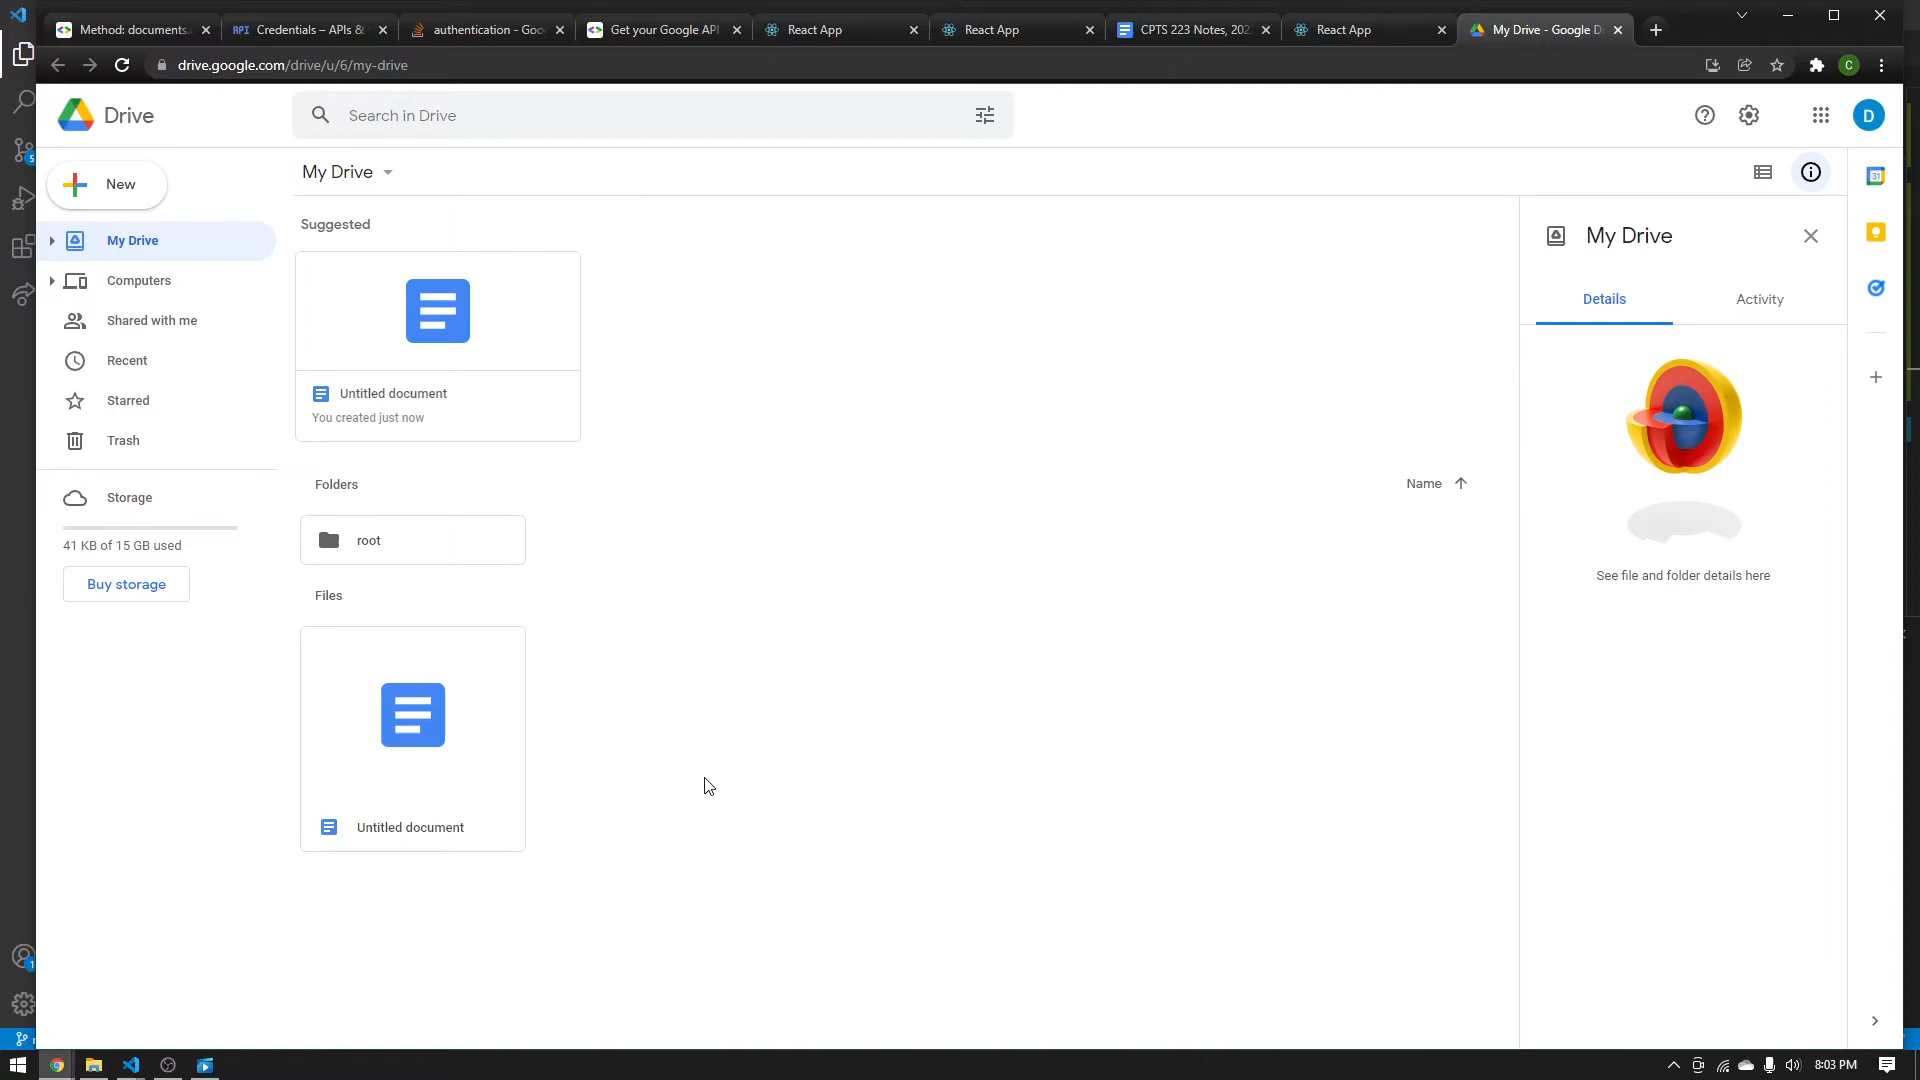 Method: documents.
API Credentials – APIs &
authentication - Goo
Get your Google API
React App
React App
CPTS 223 Notes, 202
React App
My Drive - Google D
drive.google.com/drive/u/6/my-drive
C
Drive
Search in Drive
D
New
My Drive
31
Suggested
My Drive
My Drive
Computers
Shared with me
Details
Activity
Recent
Untitled document
Starred
You created just now
Trash
Folders
Name
Storage
root
41 KB of 15 GB used
See file and folder details here
Buy storage
Files
Untitled document
5
1
8:03 PM